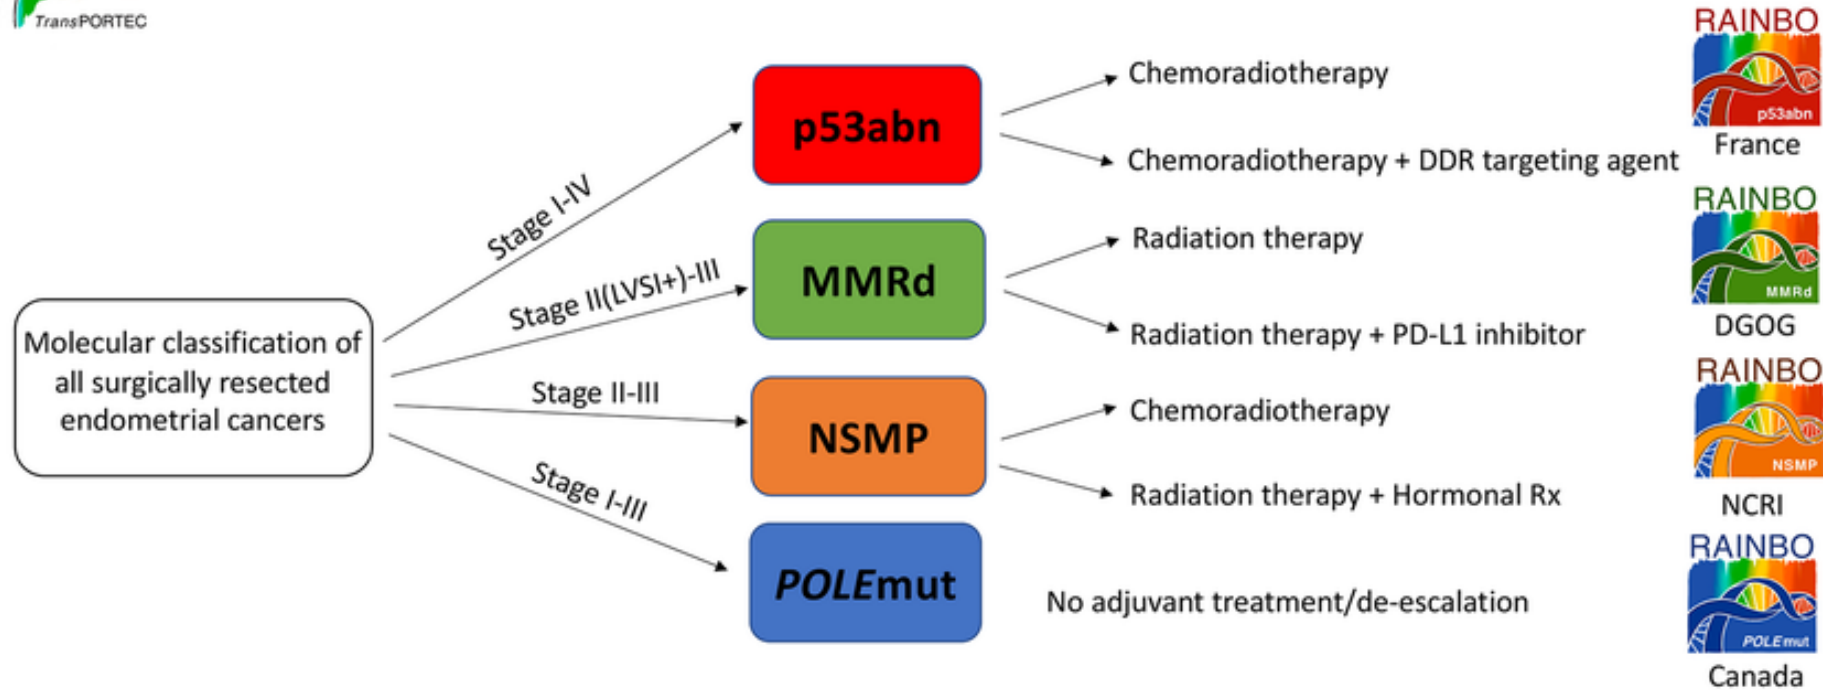 TransPORTEC
Molecular classification of
all surgically resected
endometrial cancers
Stage I-IV
Stage II(LVSI+)-III
Stage II-III
Stage I-III
p53abn
MMRd
NSMP
POLEmut
Chemoradiotherapy
Chemoradiotherapy + DDR targeting agent
Radiation therapy
Radiation therapy + PD-L1 inhibitor
Chemoradiotherapy
Radiation therapy + Hormonal Rx
No adjuvant treatment/de-escalation
RAINBO
p53abn
France
RAINBO
MMRd
DGOG
RAINBO
NSMP
NCRI
RAINBO
POLEmut
Canada